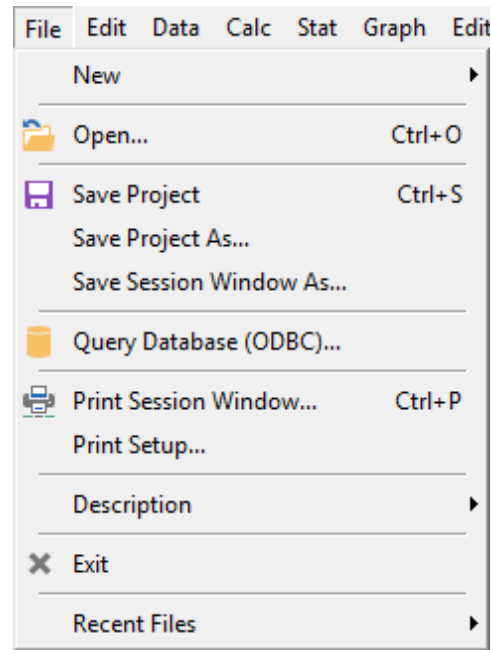 File Edit Data Calc Stat Graph Edit
New
Open... Ctrl+O
Save Project Ctrl+S
Save Project As...
Save Session Window As...
Query Database (ODBC)...
Print Session Window... Ctrl+P
Print Setup...
Description
Exit
Recent Files